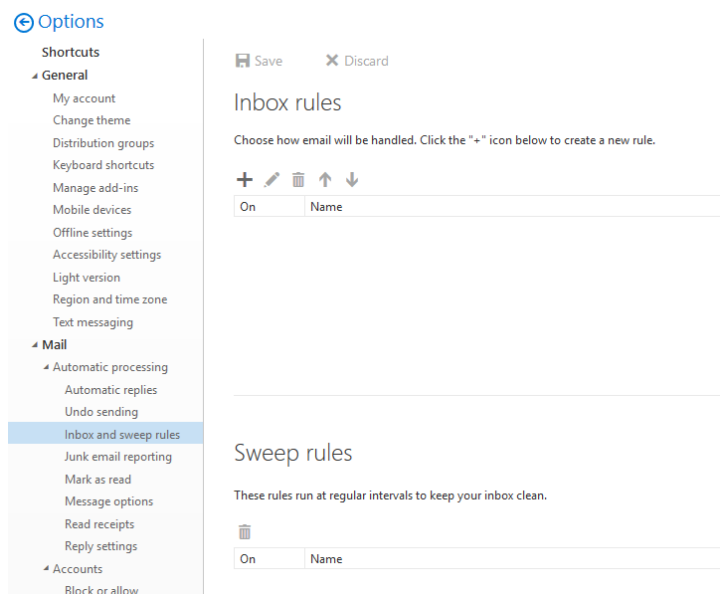 Options
Shortcuts
General
My account
Change theme
Distribution groups
Keyboard shortcuts
Manage add-ins
Mobile devices
Offline settings
Accessibility settings
Light version
Region and time zone
Text messaging
Mail
Automatic processing
Automatic replies
Undo sending
Inbox and sweep rules
Junk email reporting
Mark as read
Message options
Read receipts
Reply settings
Accounts
Block or allow
Save Discard
Inbox rules
Choose how email will be handled. Click the "+" icon below to create a new rule.
On Name
Sweep rules
These rules run at regular intervals to keep your inbox clean.
On Name